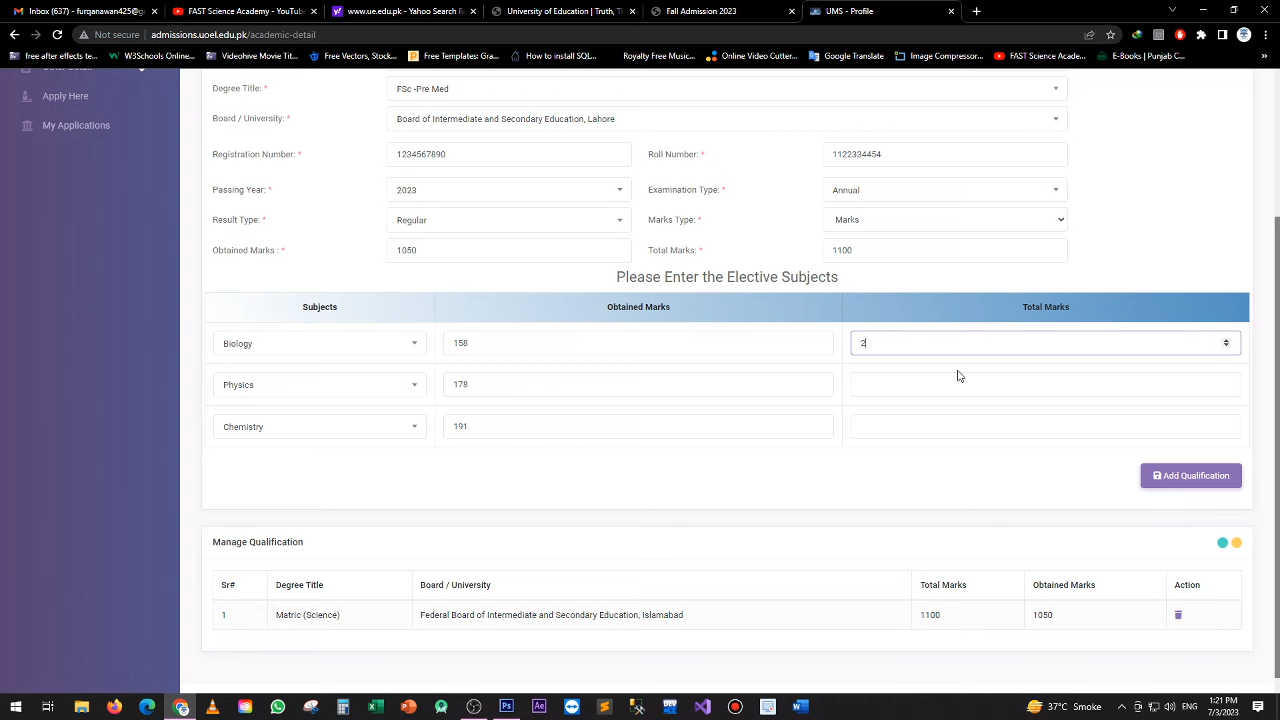 Inbox (637) - furqanawan425@g
FAST Science Academy - YouTub
www.ue.edu.pk - Yahoo Search R
University of Education | Truth, T
Fall Admission 2023
UMS - Profile
Not secure | admissions.uoel.edu.pk/academic-detail
free after effects te...
W3Schools Online...
Videohive Movie Tit...
Free Vectors, Stock...
Free Templates: Gra...
How to install SQL...
Royalty Free Music...
Online Video Cutter...
Google Translate
Image Compressor...
FAST Science Acade...
E-Books | Punjab C...
Apply Here
My Applications
Degree Title: * FSc -Pre Med
Board / University: * Board of Intermediate and Secondary Education, Lahore
Registration Number: * 1234567890 Roll Number: * 1122334454
Passing Year: * 2023 Examination Type: * Annual
Result Type: * Regular Marks Type: * Marks
Obtained Marks : * 1050 Total Marks: * 1100
Please Enter the Elective Subjects
Subjects Obtained Marks Total Marks
Biology 158 2
Physics 178
Chemistry 191
Add Qualification
Manage Qualification
Sr# Degree Title Board / University Total Marks Obtained Marks Action
1 Matric (Science) Federal Board of Intermediate and Secondary Education, Islamabad 1100 1050
37°C Smoke
1:21 PM
7/3/2023